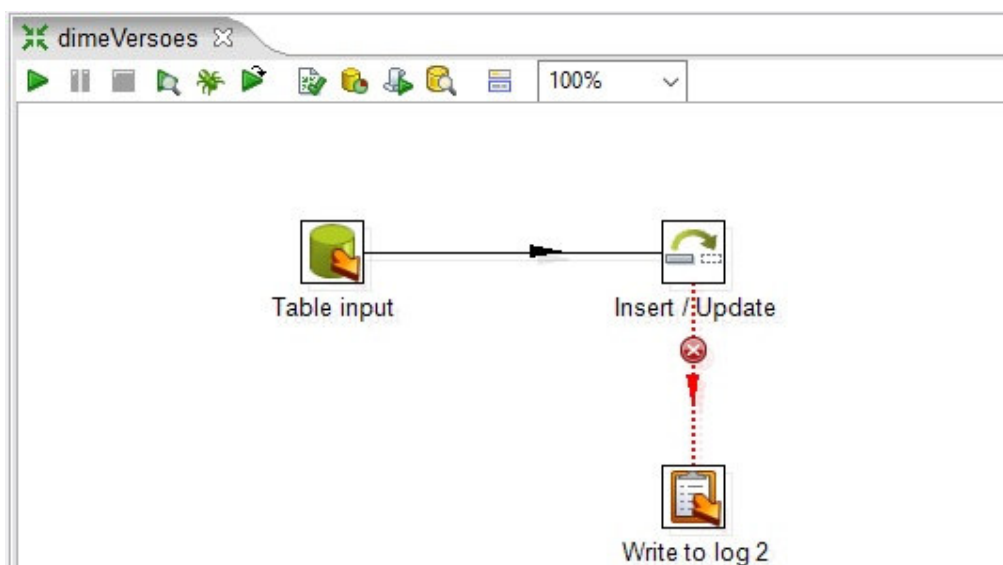 dimeVersoes
100%
Table input
Insert / Update
Write to log 2